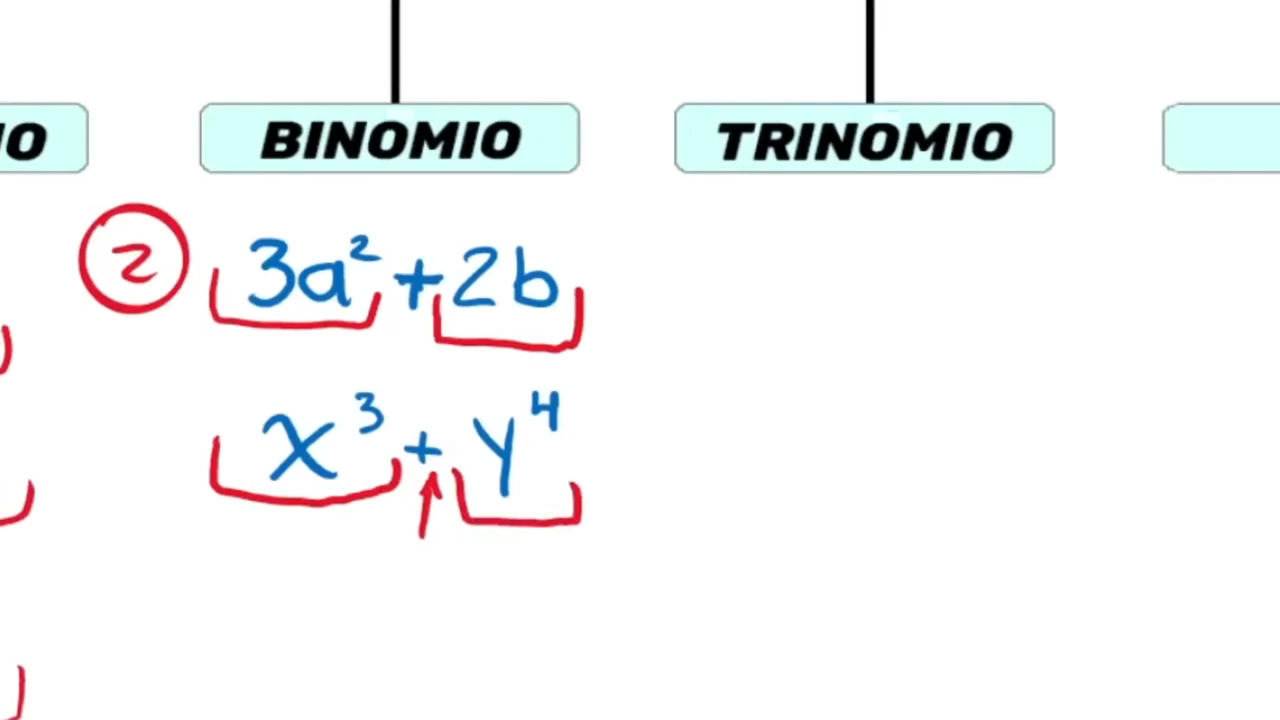 IO BINOMIO TRINOMIO
2 3a² + 2b
x³ + y⁴